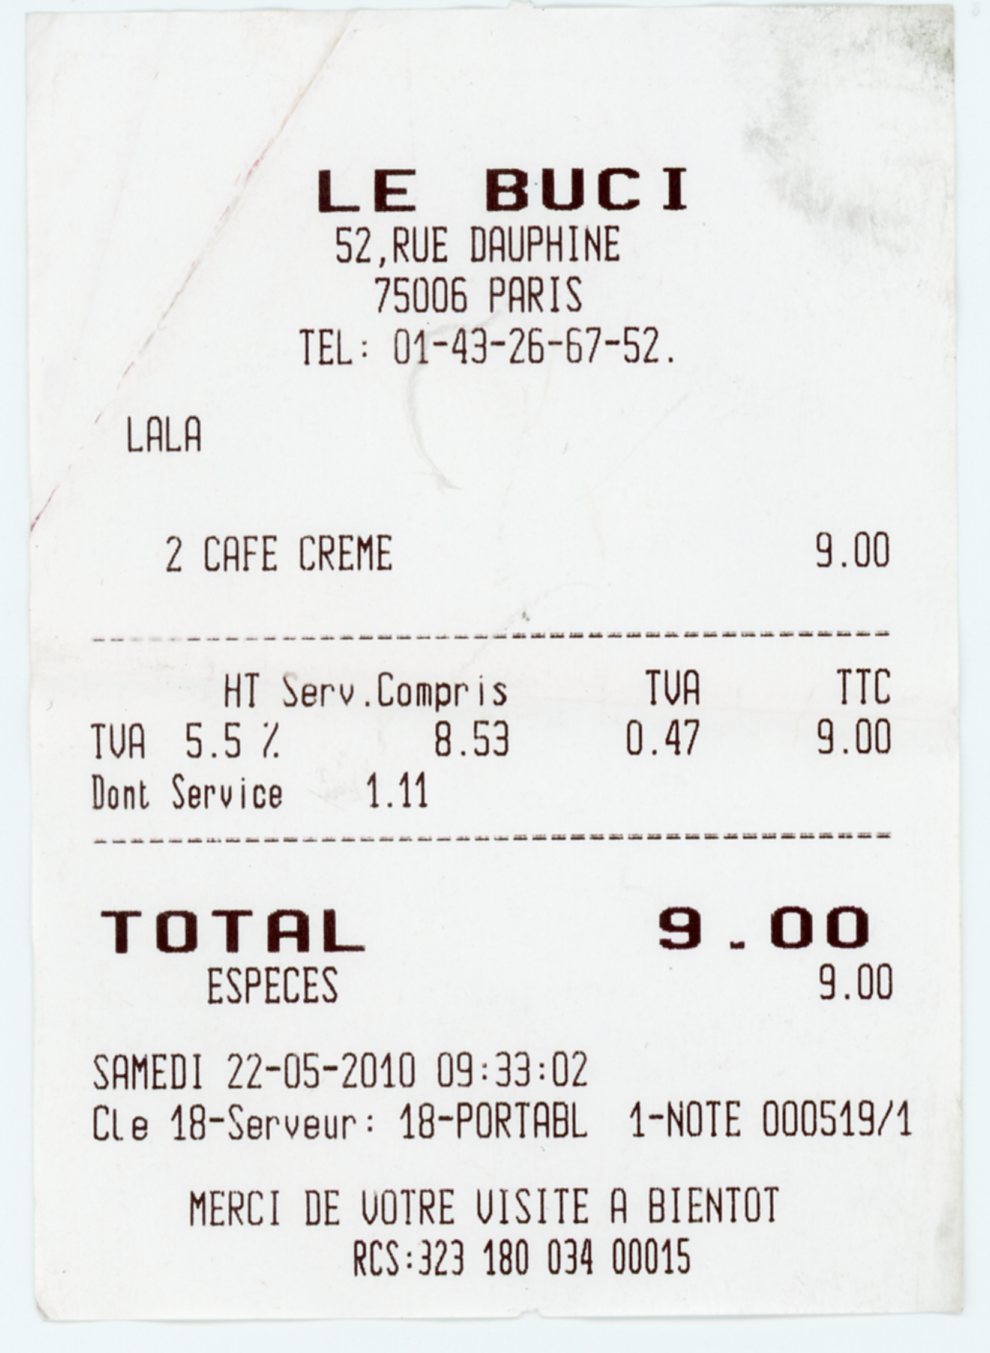 LE BUCI
52,RUE DAUPHINE
75006 PARIS
TEL: 01-43-26-67-52.
LALA
2 CAFE CREME 9.00
HT Serv.Compris TVA TTC
TVA 5.5 % 8.53 0.47 9.00
Dont Service 1.11
TOTAL 9.00
ESPECES 9.00
SAMEDI 22-05-2010 09:33:02
Cle 18-Serveur: 18-PORTABL 1-NOTE 000519/1
MERCI DE VOTRE VISITE A BIENTOT
RCS:323 180 034 00015